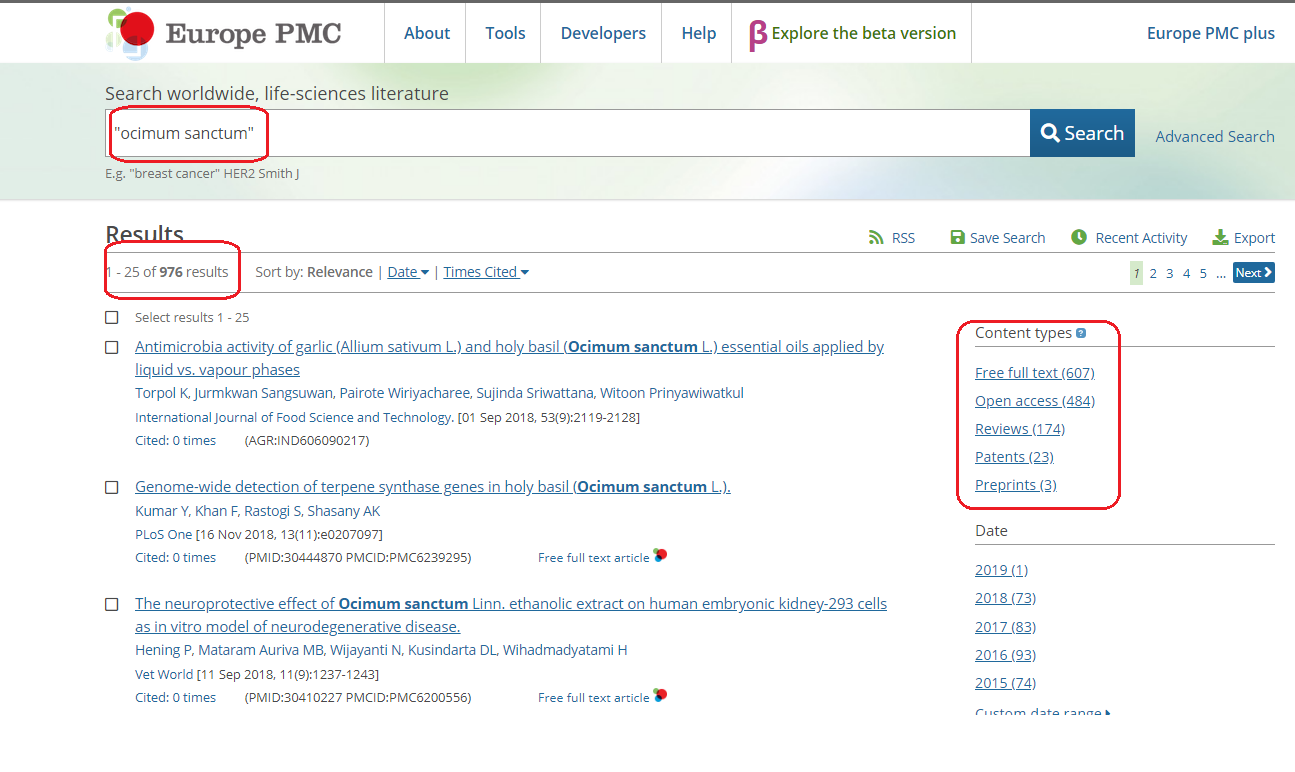 Europe PMC
About
Tools
Developers
Help
β Explore the beta version
Europe PMC plus
Search worldwide, life-sciences literature
"ocimum sanctum"
Search
Advanced Search
E.g. "breast cancer" HER2 Smith J
Results
RSS
Save Search
Recent Activity
Export
1 - 25 of 976 results
Sort by: Relevance | Date | Times Cited
1 2 3 4 5 ... Next
Select results 1 - 25
Antimicrobia activity of garlic (Allium sativum L.) and holy basil (Ocimum sanctum L.) essential oils applied by
liquid vs. vapour phases
Torpol K, Jurmkwan Sangsuwan, Pairote Wiriyacharee, Sujinda Sriwattana, Witoon Prinyawiwatkul
International Journal of Food Science and Technology. [01 Sep 2018, 53(9):2119-2128]
Cited: 0 times (AGR:IND606090217)
Genome-wide detection of terpene synthase genes in holy basil (Ocimum sanctum L.).
Kumar Y, Khan F, Rastogi S, Shasany AK
PLoS One [16 Nov 2018, 13(11):e0207097]
Cited: 0 times (PMID:30444870 PMCID:PMC6239295) Free full text article
The neuroprotective effect of Ocimum sanctum Linn. ethanolic extract on human embryonic kidney-293 cells
as in vitro model of neurodegenerative disease.
Hening P, Mataram Auriva MB, Wijayanti N, Kusindarta DL, Wihadmadyatami H
Vet World [11 Sep 2018, 11(9):1237-1243]
Cited: 0 times (PMID:30410227 PMCID:PMC6200556) Free full text article
Content types ?
Free full text (607)
Open access (484)
Reviews (174)
Patents (23)
Preprints (3)
Date
2019 (1)
2018 (73)
2017 (83)
2016 (93)
2015 (74)
Custom date range